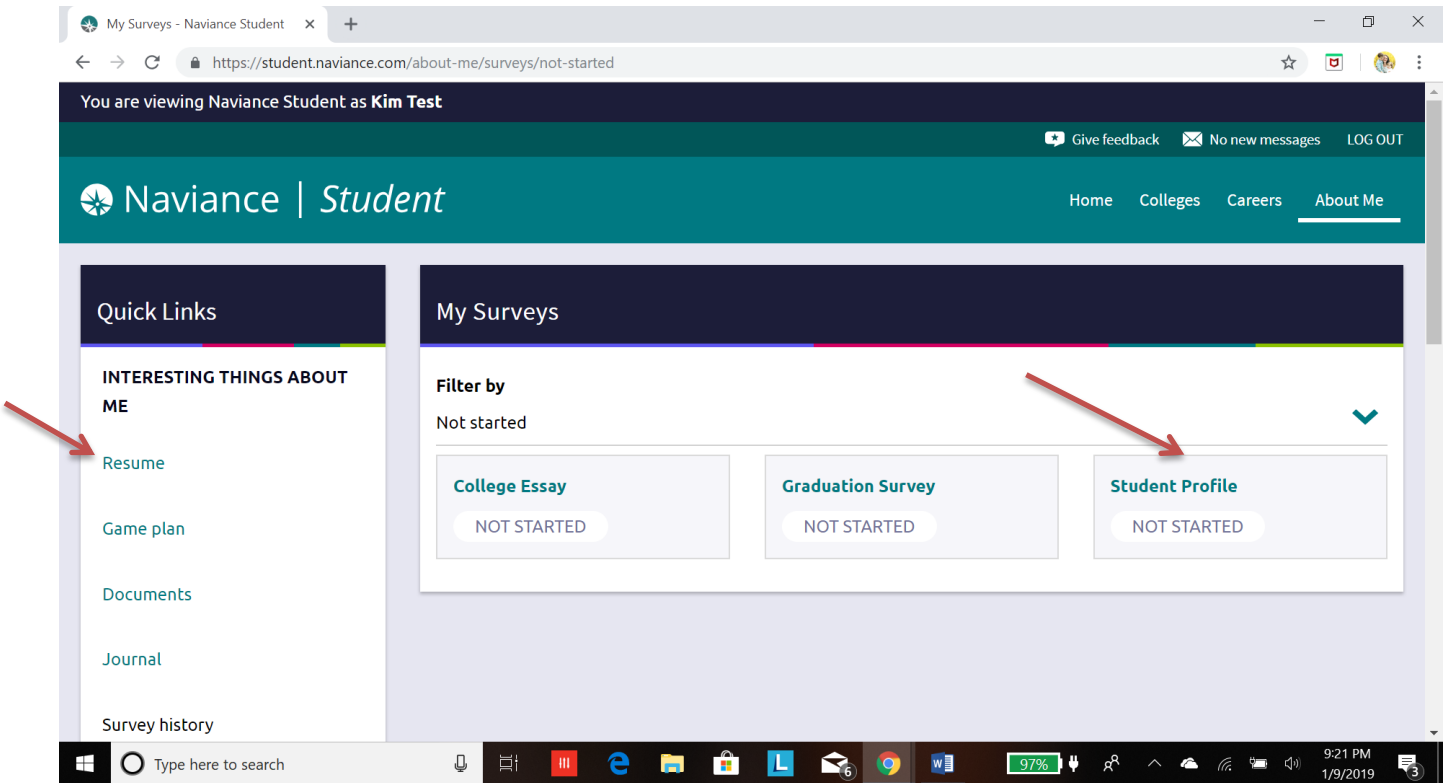 My Surveys - Naviance Student
https://student.naviance.com/about-me/surveys/not-started
You are viewing Naviance Student as Kim Test
Give feedback No new messages LOG OUT
Naviance | Student
Home Colleges Careers About Me
Quick Links
INTERESTING THINGS ABOUT
ME
Resume
Game plan
Documents
Journal
Survey history
My Surveys
Filter by
Not started
College Essay
NOT STARTED
Graduation Survey
NOT STARTED
Student Profile
NOT STARTED
Type here to search
L
6
W
97%
9:21 PM
1/9/2019
3